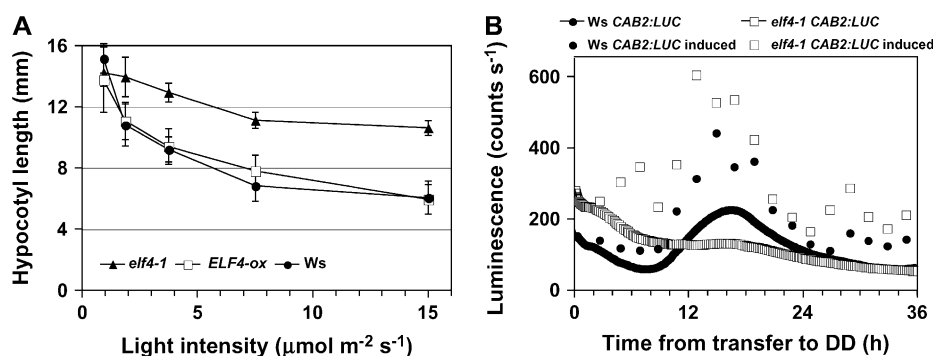 A
Hypocotyl length (mm)
16
12
8
4
0
elf4-1 ELF4-ox Ws
0 5 10 15
Light intensity (μmol m-2 s-1)
B
Ws CAB2:LUC elf4-1 CAB2:LUC
Ws CAB2:LUC induced elf4-1 CAB2:LUC induced
Luminescence (counts s-1)
600
400
200
0
0 12 24 36
Time from transfer to DD (h)